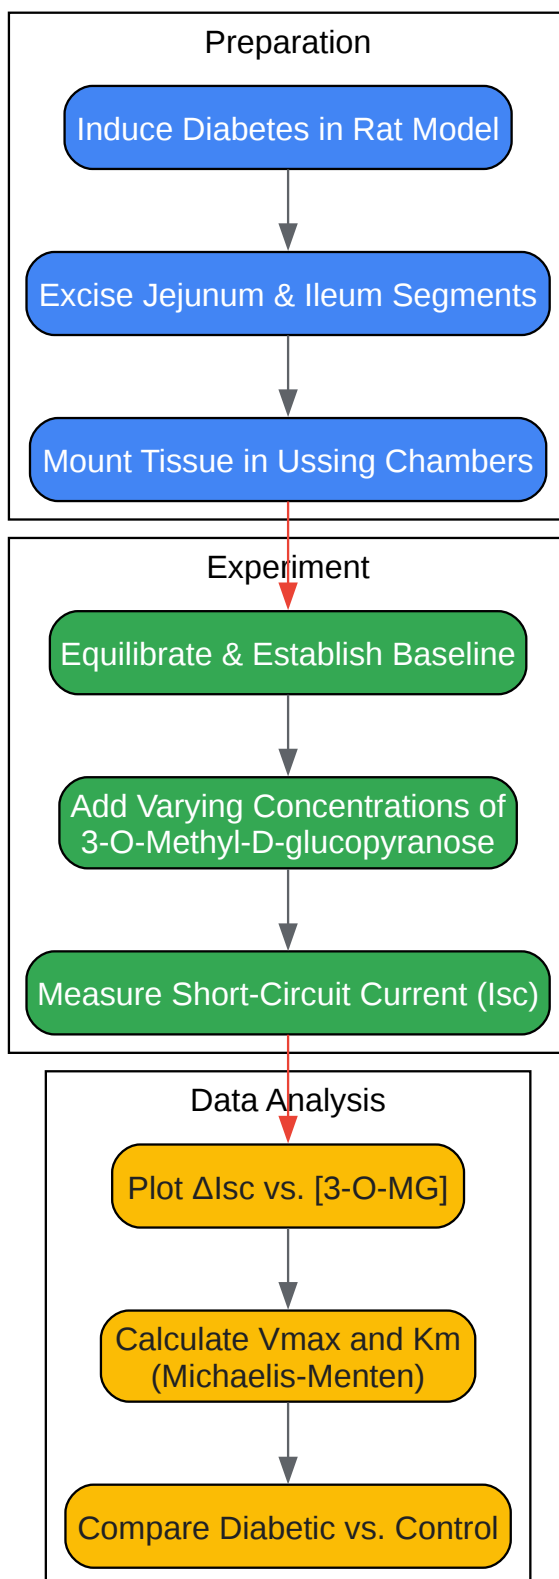 Preparation
Induce Diabetes in Rat Model
Excise Jejunum & Ileum Segments
Mount Tissue in Ussing Chambers
Experiment
Equilibrate & Establish Baseline
Add Varying Concentrations of
3-O-Methyl-D-glucopyranose
Measure Short-Circuit Current (Isc)
Data Analysis
Plot ΔIsc vs. [3-O-MG]
Calculate Vmax and Km
(Michaelis-Menten)
Compare Diabetic vs. Control